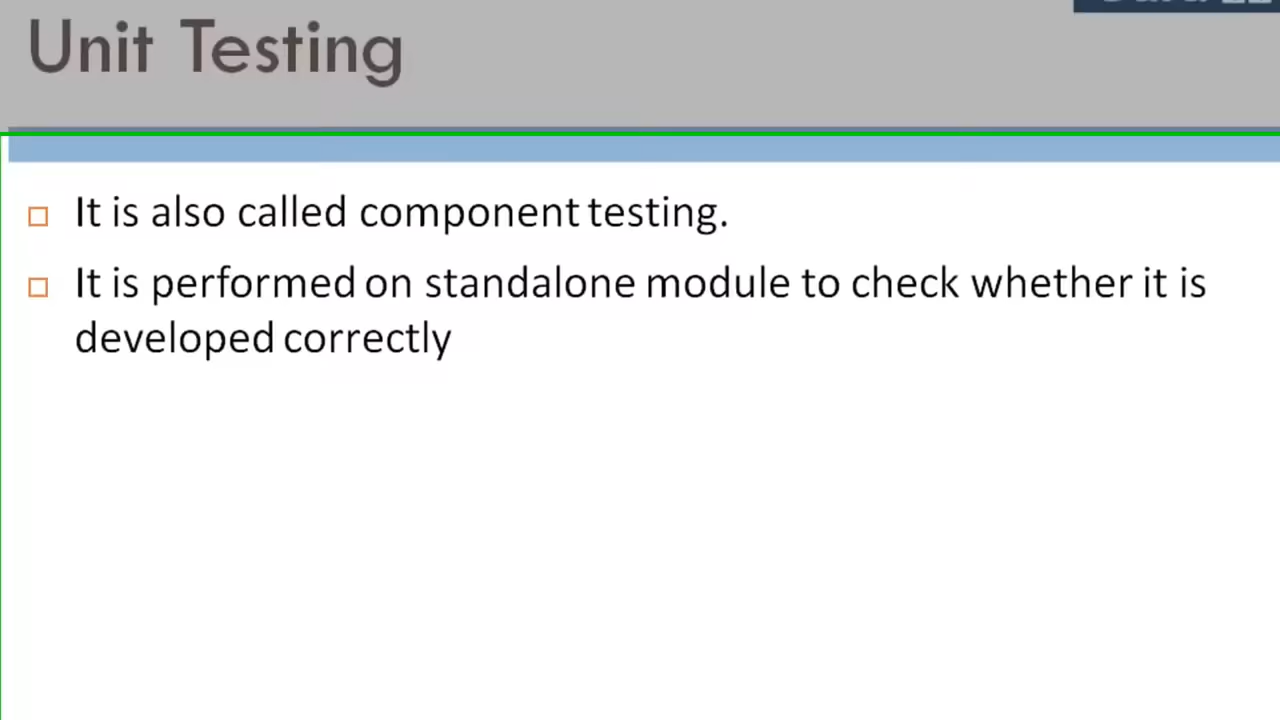 Unit Testing
It is also called component testing.
It is performed on standalone module to check whether it is
developed correctly